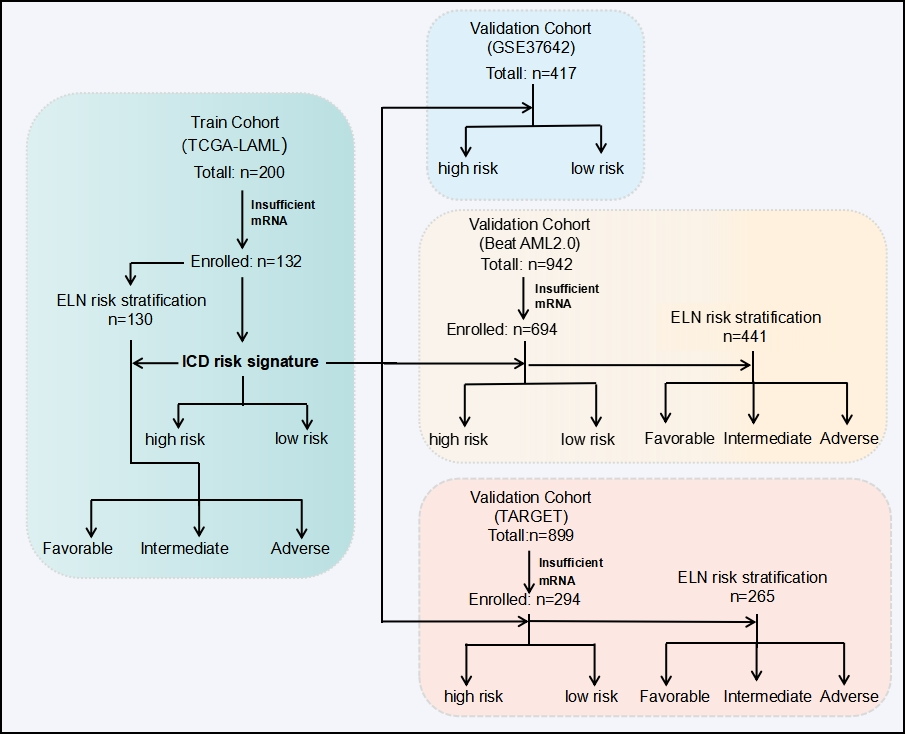 Train Cohort
(TCGA-LAML)
Totall: n=200
Insufficient
mRNA
Enrolled: n=132
ELN risk stratification
n=130
ICD risk signature
high risk
low risk
Favorable
Intermediate
Adverse
Validation Cohort
(GSE37642)
Totall: n=417
high risk
low risk
Validation Cohort
(Beat AML2.0)
Totall: n=942
Insufficient
mRNA
Enrolled: n=694
ELN risk stratification
n=441
high risk
low risk
Favorable
Intermediate
Adverse
Validation Cohort
(TARGET)
Totall:n=899
Insufficient
mRNA
Enrolled: n=294
ELN risk stratification
n=265
high risk
low risk
Favorable
Intermediate
Adverse